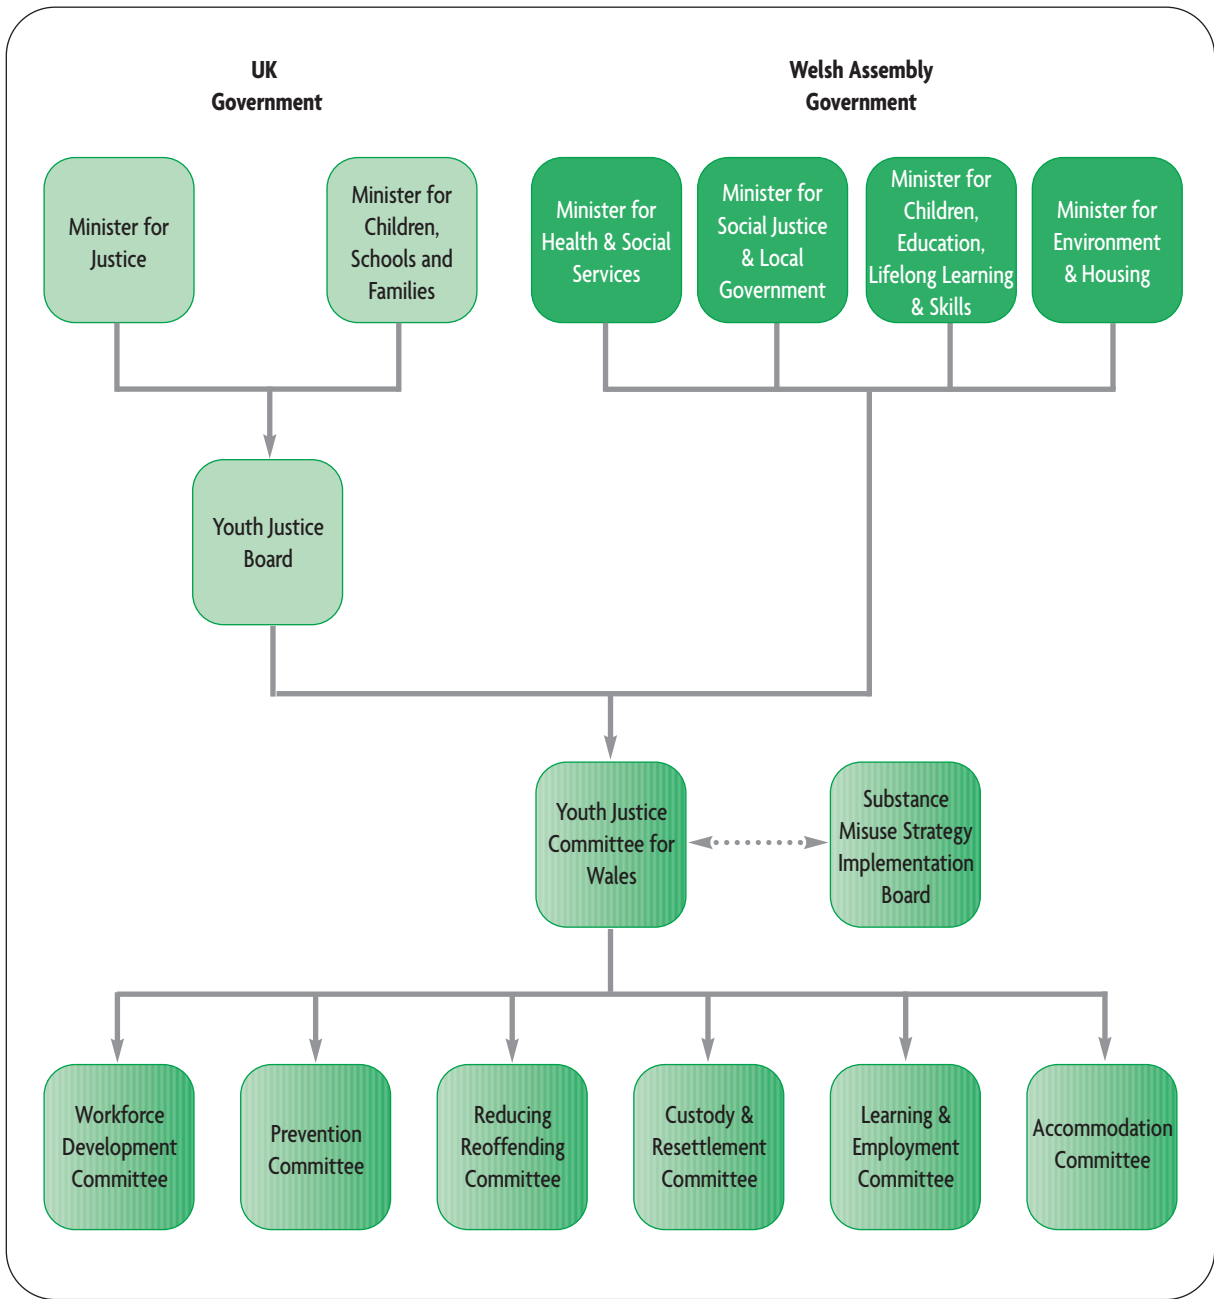 UK
Government
Welsh Assembly
Government
Minister for
Justice
Minister for
Children,
Schools and
Families
Minister for
Health & Social
Services
Minister for
Social Justice
& Local
Government
Minister for
Children,
Education,
Lifelong Learning
& Skills
Minister for
Environment
& Housing
Youth Justice
Board
Youth Justice
Committee for
Wales
Substance
Misuse Strategy
Implementation
Board
Workforce
Development
Committee
Prevention
Committee
Reducing
Reoffending
Committee
Custody &
Resettlement
Committee
Learning &
Employment
Committee
Accommodation
Committee